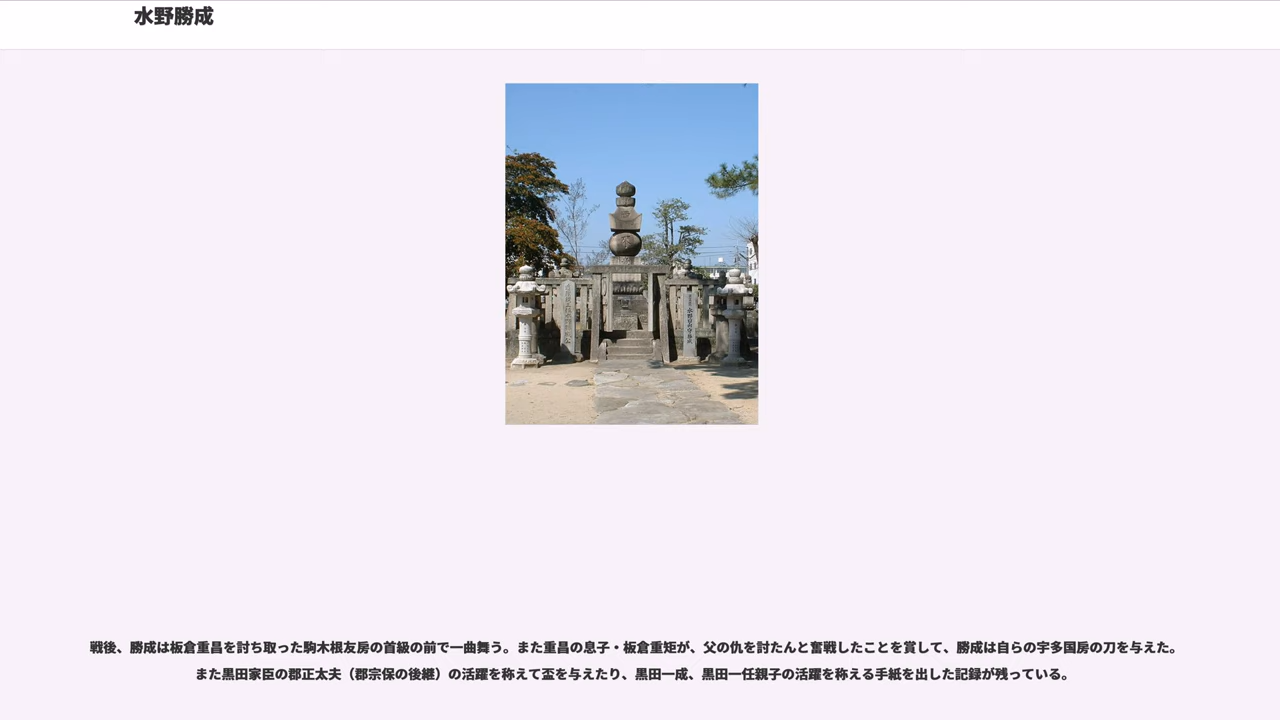 水野勝成
戦後、勝成は板倉重昌を討ち取った駒木根友房の首級の前で一曲舞う。また重昌の息子・板倉重矩が、父の仇を討たんと奮戦したことを賞して、勝成は自らの宇多国房の刀を与えた。
また黒田家臣の郡正太夫（郡宗保の後継）の活躍を称えて盃を与えたり、黒田一成、黒田一任親子の活躍を称える手紙を出した記録が残っている。